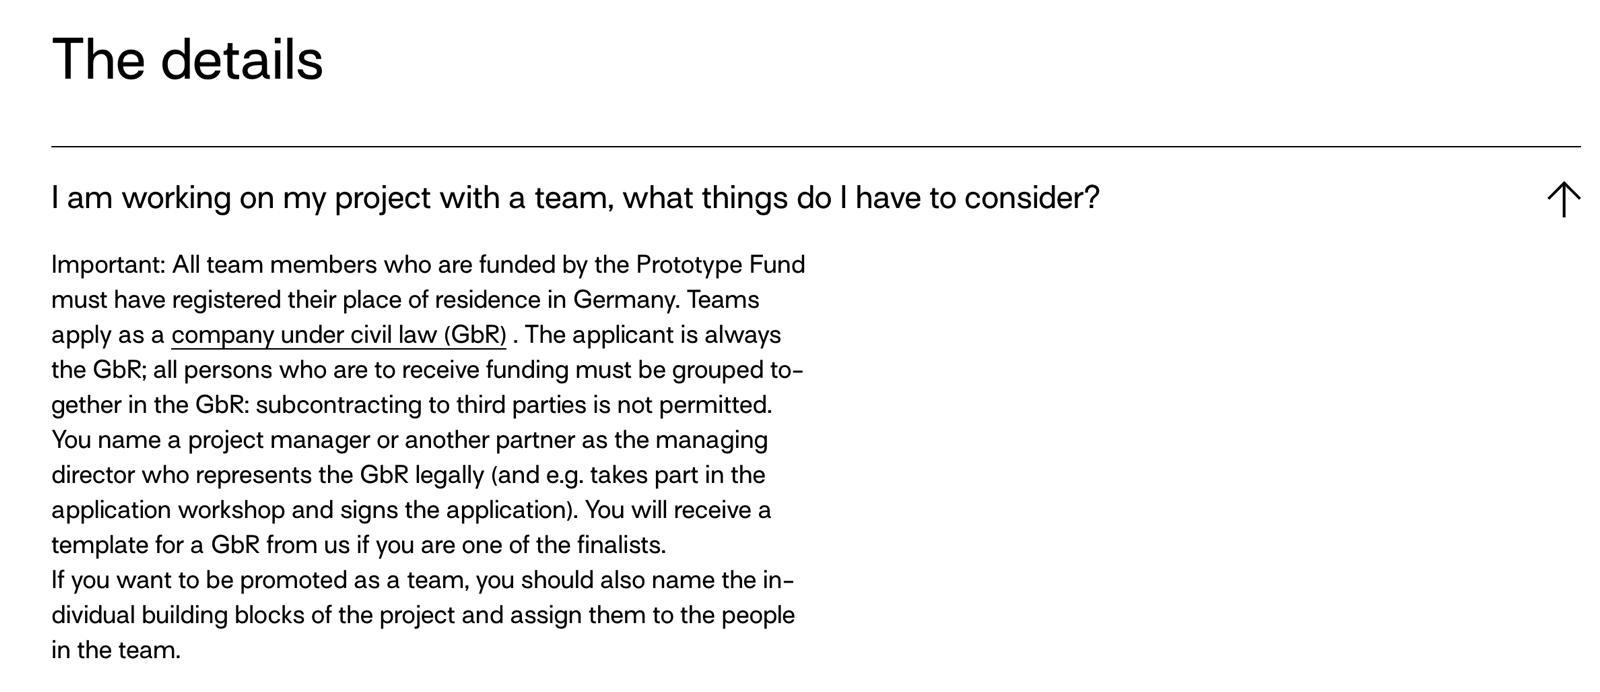 The details
I am working on my project with a team, what things do I have to consider?
Important: All team members who are funded by the Prototype Fund
must have registered their place of residence in Germany. Teams
apply as a company under civil law (GbR) . The applicant is always
the GbR; all persons who are to receive funding must be grouped to-
gether in the GbR: subcontracting to third parties is not permitted.
You name a project manager or another partner as the managing
director who represents the GbR legally (and e.g. takes part in the
application workshop and signs the application). You will receive a
template for a GbR from us if you are one of the finalists.
If you want to be promoted as a team, you should also name the in-
dividual building blocks of the project and assign them to the people
in the team.